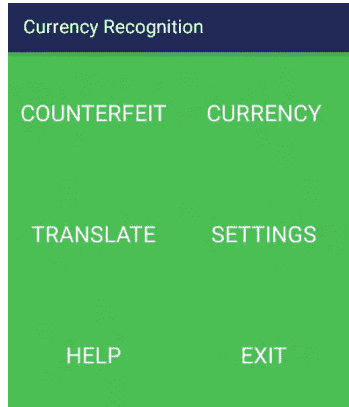 Currency Recognition
COUNTERFEIT CURRENCY
TRANSLATE SETTINGS
HELP EXIT